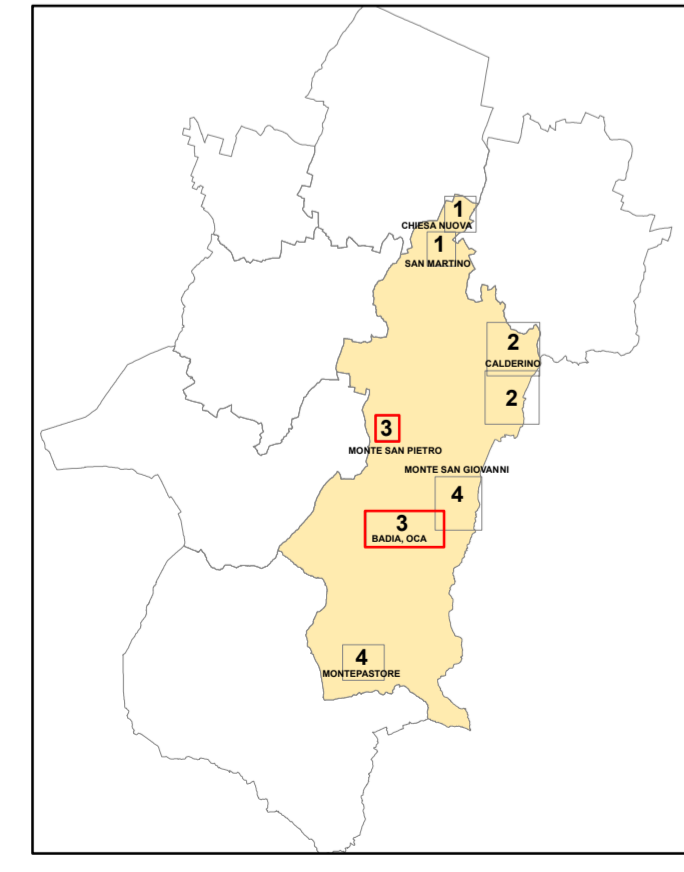 1
CHIESA NUOVA
1
SAN MARTINO
2
CALDERINO
2
3
MONTE SAN PIETRO
MONTE SAN GIOVANNI
4
3
BADIA, OCA
4
MONTEPASTORE